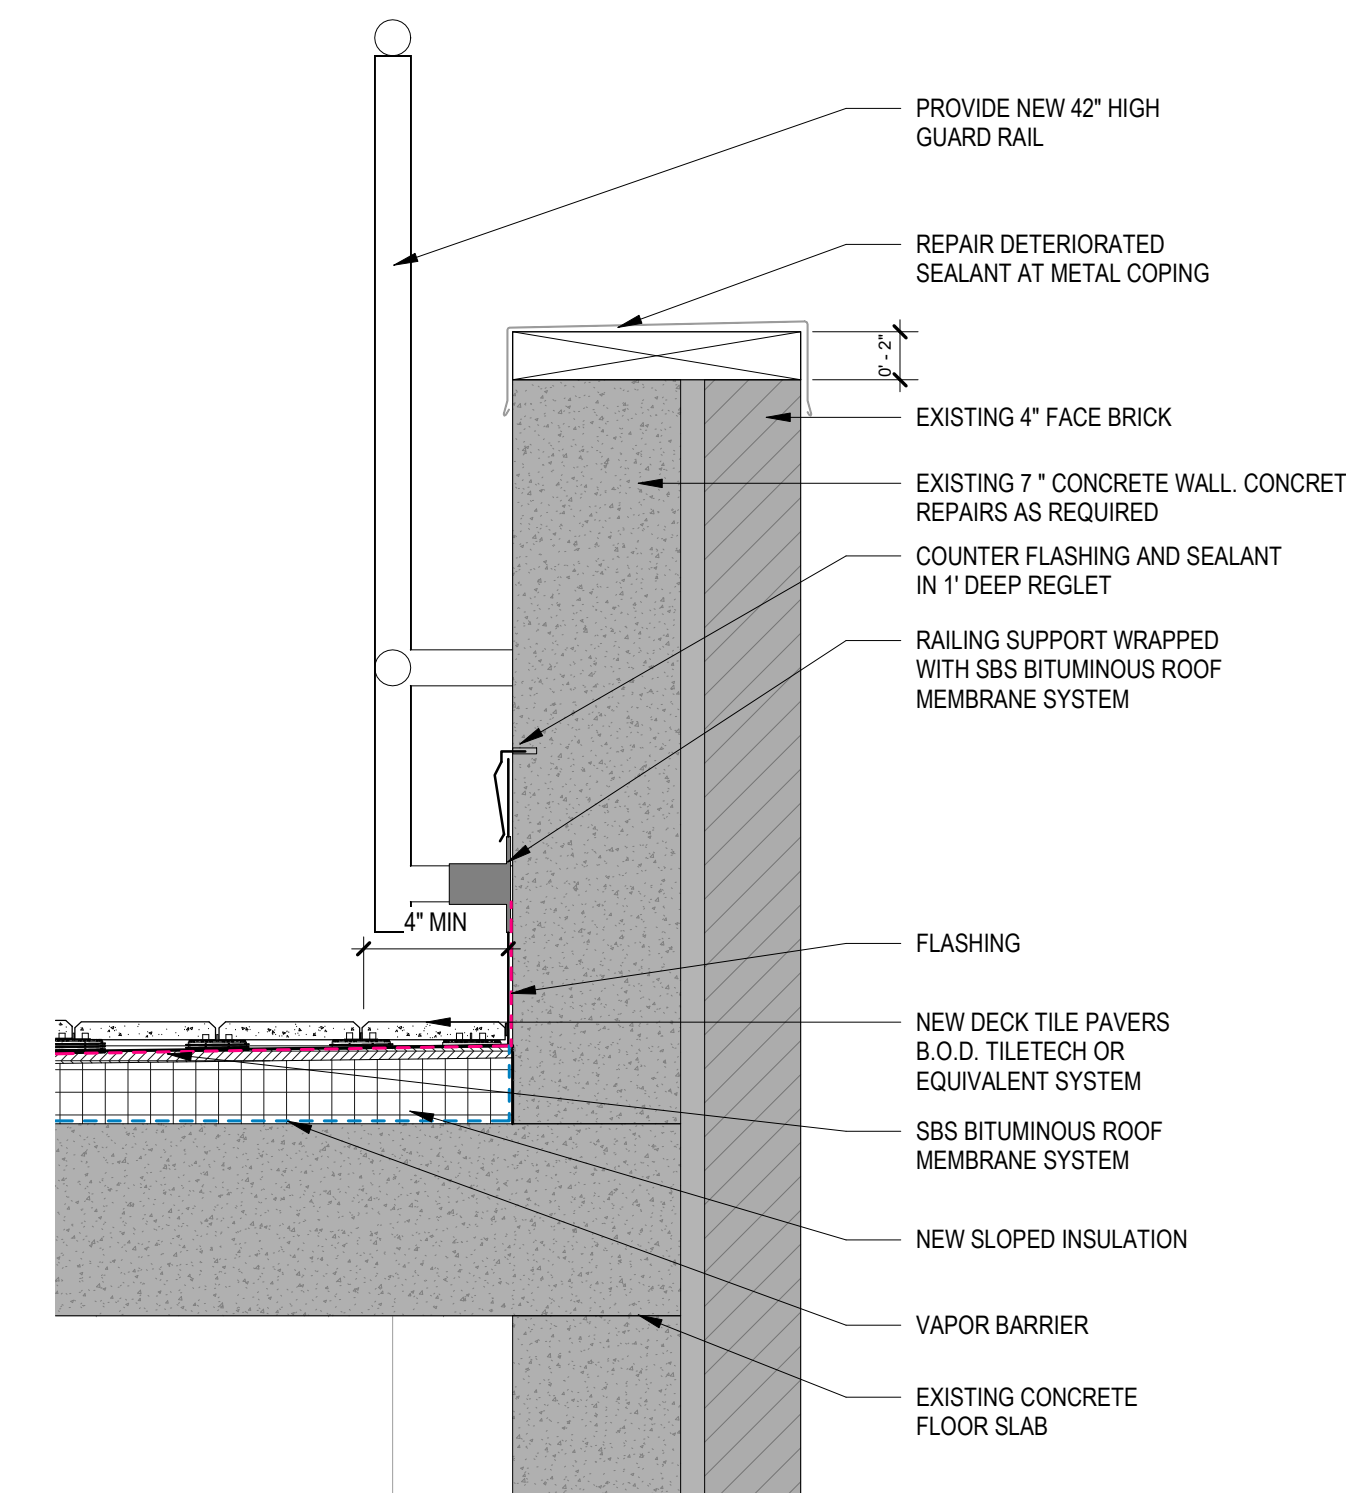 PROVIDE NEW 42" HIGH
GUARD RAIL
REPAIR DETERIORATED
SEALANT AT METAL COPING
0' - 2"
EXISTING 4" FACE BRICK
EXISTING 7 " CONCRETE WALL. CONCRET
REPAIRS AS REQUIRED
COUNTER FLASHING AND SEALANT
IN 1' DEEP REGLET
RAILING SUPPORT WRAPPED
WITH SBS BITUMINOUS ROOF
MEMBRANE SYSTEM
4" MIN
FLASHING
NEW DECK TILE PAVERS
B.O.D. TILETECH OR
EQUIVALENT SYSTEM
SBS BITUMINOUS ROOF
MEMBRANE SYSTEM
NEW SLOPED INSULATION
VAPOR BARRIER
EXISTING CONCRETE
FLOOR SLAB